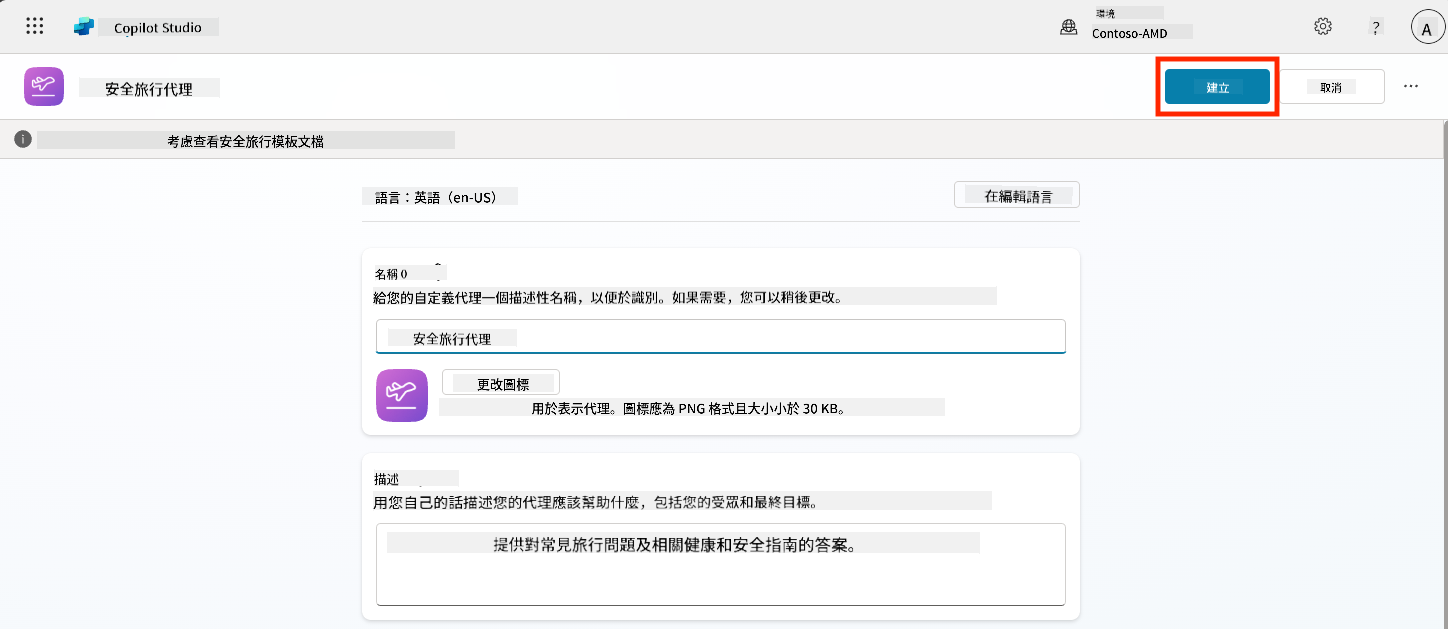 Copilot Studio
環境
Contoso-AMD
?
A
安全旅行代理
建立
取消
考慮查看安全旅行模板文檔
語言：英語（en-US）
在編輯語言
名稱 0
給您的自定義代理一個描述性名稱，以便於識別。如果需要，您可以稍後更改。
安全旅行代理
更改圖標
用於表示代理。圖標應為 PNG 格式且大小小於 30 KB。
描述
用您自己的話描述您的代理應該幫助什麼，包括您的受眾和最終目標。
提供對常見旅行問題及相關健康和安全指南的答案。